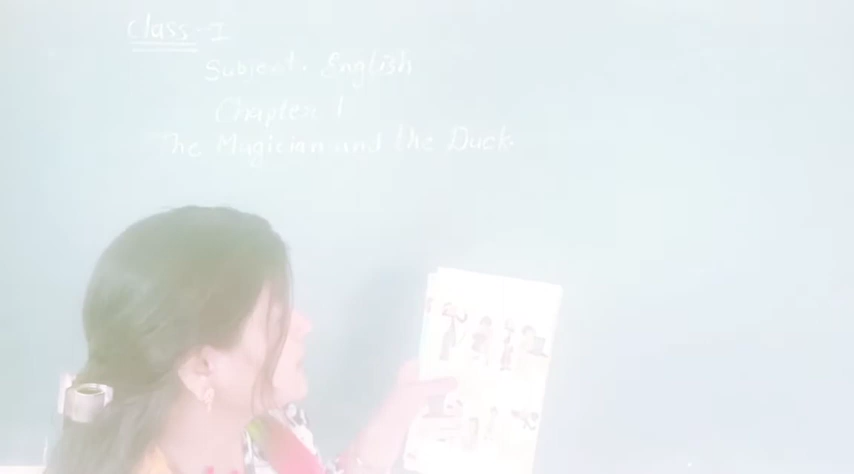 Class - I
Subject. English
Chapter 1
The Magician and the Duck.